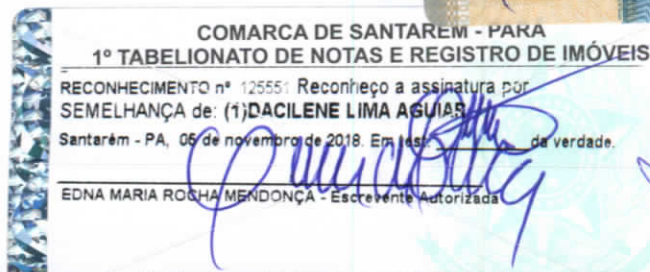 COMARCA DE SANTARÉM - PARÁ
1º TABELIONATO DE NOTAS E REGISTRO DE IMÓVEIS
RECONHECIMENTO nº 125551 Reconheço a assinatura por
SEMELHANÇA de: (1)DACILENE LIMA AGUIAR
Santarém - PA, 05 de novembro de 2018. Em test. ________ da verdade.
EDNA MARIA ROCHA MENDONÇA - Escrevente Autorizada